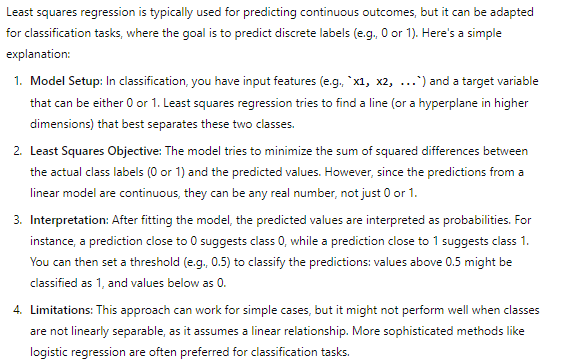 Least squares regression is typically used for predicting continuous outcomes, but it can be adapted
for classification tasks, where the goal is to predict discrete labels (e.g., 0 or 1). Here's a simple
explanation:
1. Model Setup: In classification, you have input features (e.g., `x1, x2, ...`) and a target variable
that can be either 0 or 1. Least squares regression tries to find a line (or a hyperplane in higher
dimensions) that best separates these two classes.
2. Least Squares Objective: The model tries to minimize the sum of squared differences between
the actual class labels (0 or 1) and the predicted values. However, since the predictions from a
linear model are continuous, they can be any real number, not just 0 or 1.
3. Interpretation: After fitting the model, the predicted values are interpreted as probabilities. For
instance, a prediction close to 0 suggests class 0, while a prediction close to 1 suggests class 1.
You can then set a threshold (e.g., 0.5) to classify the predictions: values above 0.5 might be
classified as 1, and values below as 0.
4. Limitations: This approach can work for simple cases, but it might not perform well when classes
are not linearly separable, as it assumes a linear relationship. More sophisticated methods like
logistic regression are often preferred for classification tasks.